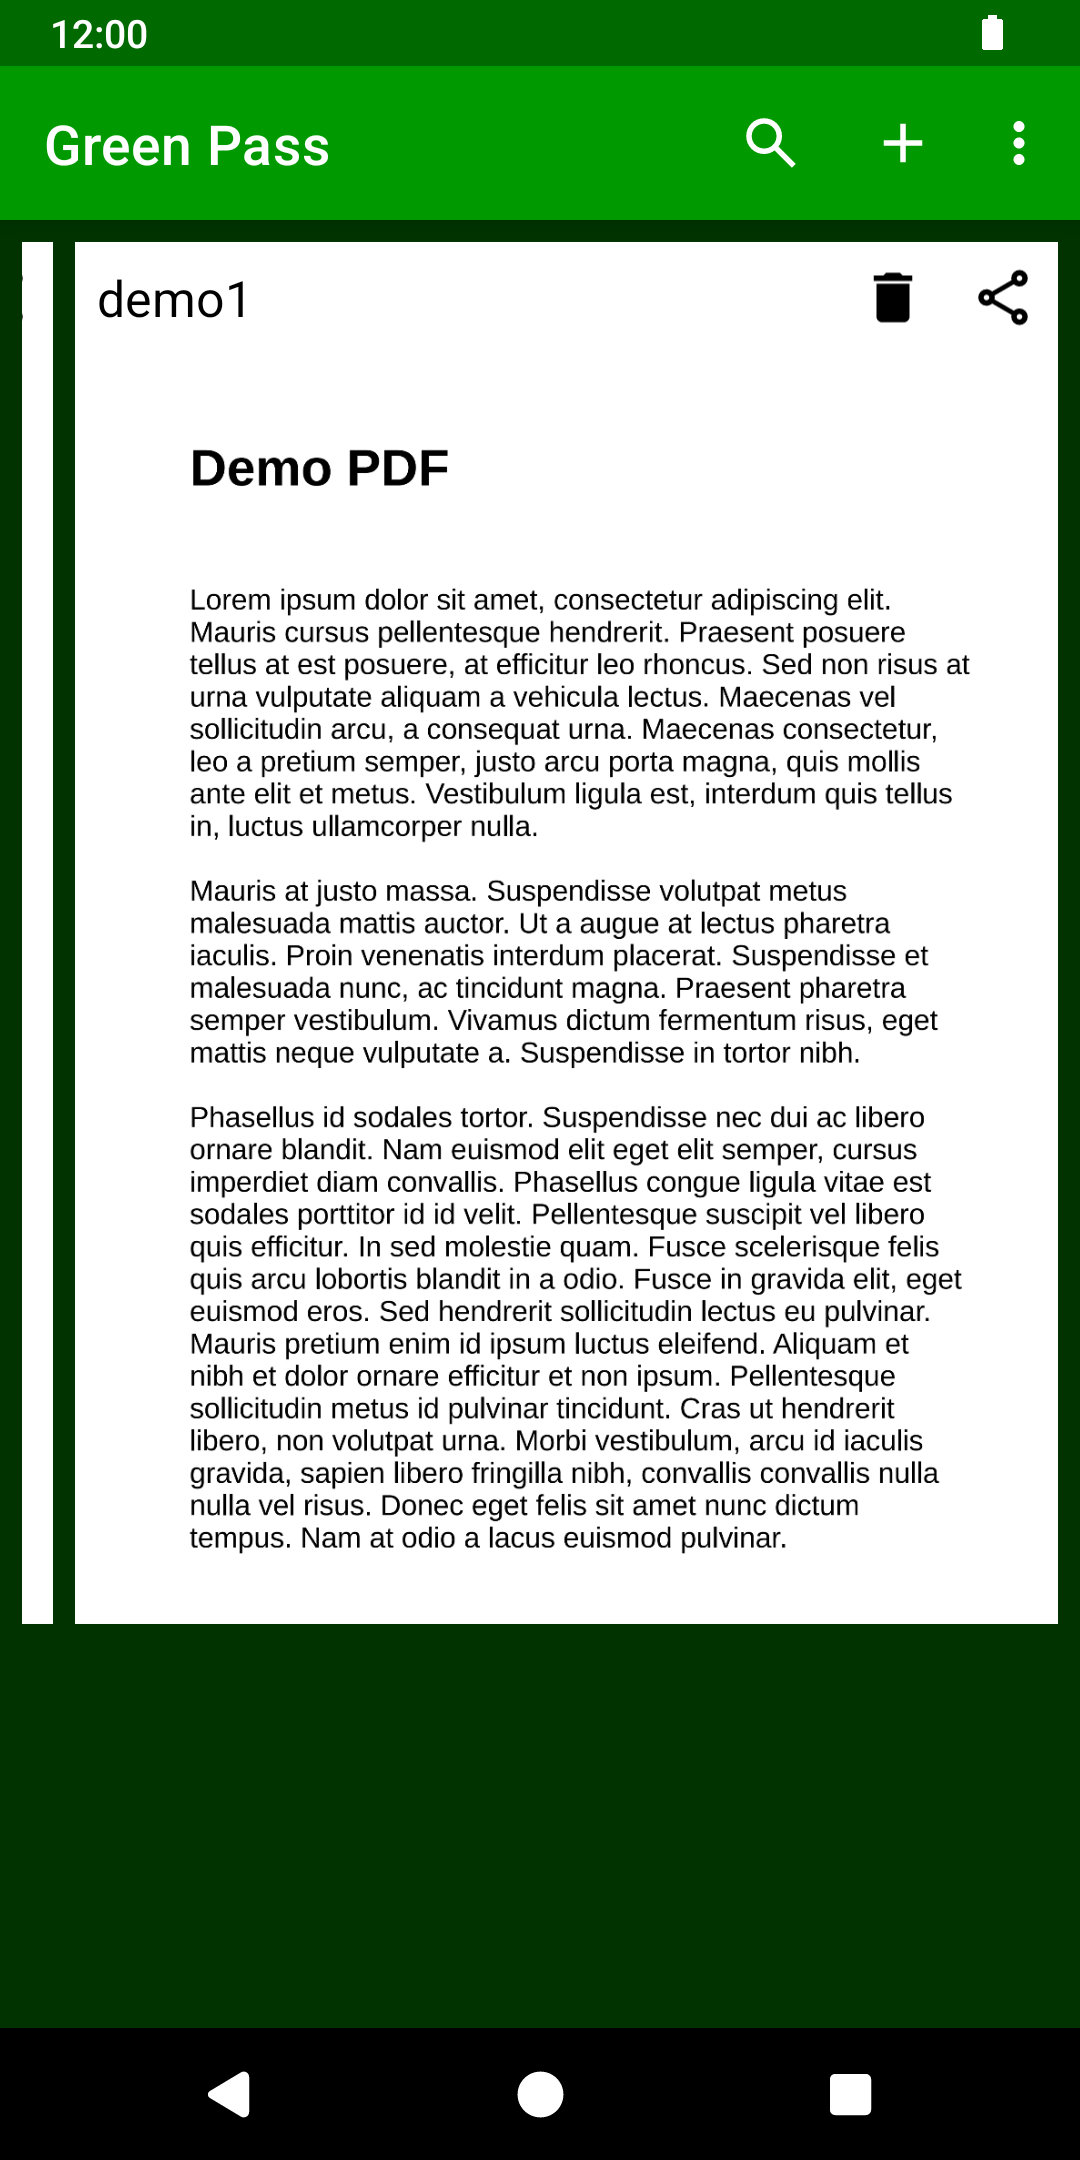 12:00
Green Pass
demo1
Demo PDF
Lorem ipsum dolor sit amet, consectetur adipiscing elit.
Mauris cursus pellentesque hendrerit. Praesent posuere
tellus at est posuere, at efficitur leo rhoncus. Sed non risus at
urna vulputate aliquam a vehicula lectus. Maecenas vel
sollicitudin arcu, a consequat urna. Maecenas consectetur,
leo a pretium semper, justo arcu porta magna, quis mollis
ante elit et metus. Vestibulum ligula est, interdum quis tellus
in, luctus ullamcorper nulla.
Mauris at justo massa. Suspendisse volutpat metus
malesuada mattis auctor. Ut a augue at lectus pharetra
iaculis. Proin venenatis interdum placerat. Suspendisse et
malesuada nunc, ac tincidunt magna. Praesent pharetra
semper vestibulum. Vivamus dictum fermentum risus, eget
mattis neque vulputate a. Suspendisse in tortor nibh.
Phasellus id sodales tortor. Suspendisse nec dui ac libero
ornare blandit. Nam euismod elit eget elit semper, cursus
imperdiet diam convallis. Phasellus congue ligula vitae est
sodales porttitor id id velit. Pellentesque suscipit vel libero
quis efficitur. In sed molestie quam. Fusce scelerisque felis
quis arcu lobortis blandit in a odio. Fusce in gravida elit, eget
euismod eros. Sed hendrerit sollicitudin lectus eu pulvinar.
Mauris pretium enim id ipsum luctus eleifend. Aliquam et
nibh et dolor ornare efficitur et non ipsum. Pellentesque
sollicitudin metus id pulvinar tincidunt. Cras ut hendrerit
libero, non volutpat urna. Morbi vestibulum, arcu id iaculis
gravida, sapien libero fringilla nibh, convallis convallis nulla
nulla vel risus. Donec eget felis sit amet nunc dictum
tempus. Nam at odio a lacus euismod pulvinar.